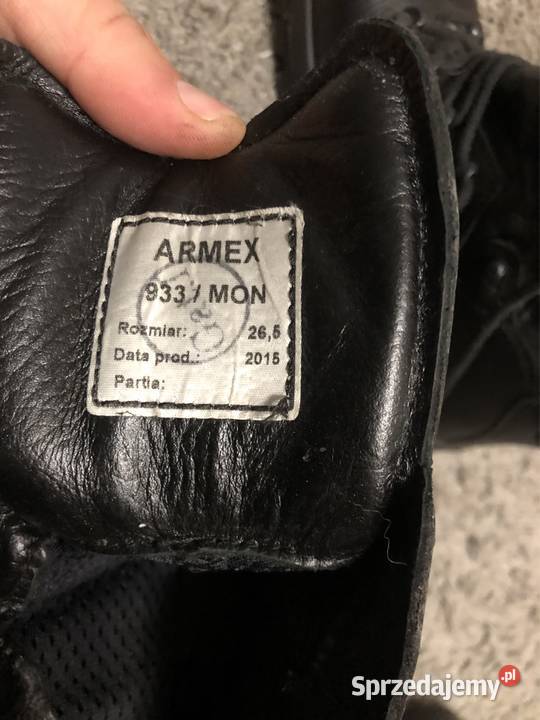 ARMEX
933 / MON
Rozmiar: 26,5
Data prod.: 2015
Partia:
Sprzedajemy.pl